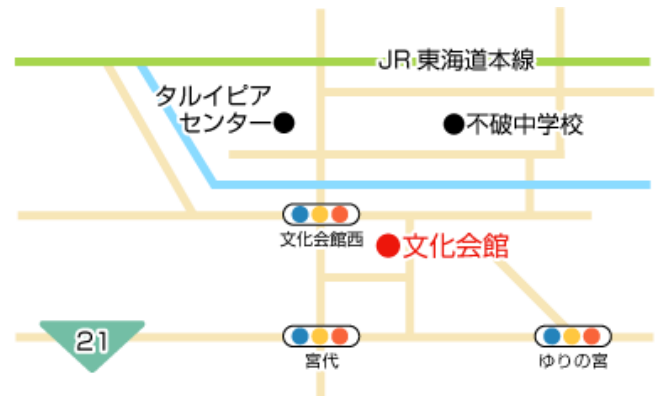 JR 東海道本線
タルイピア
センター
不破中学校
文化会館西
文化会館
21
宮代
ゆりの宮